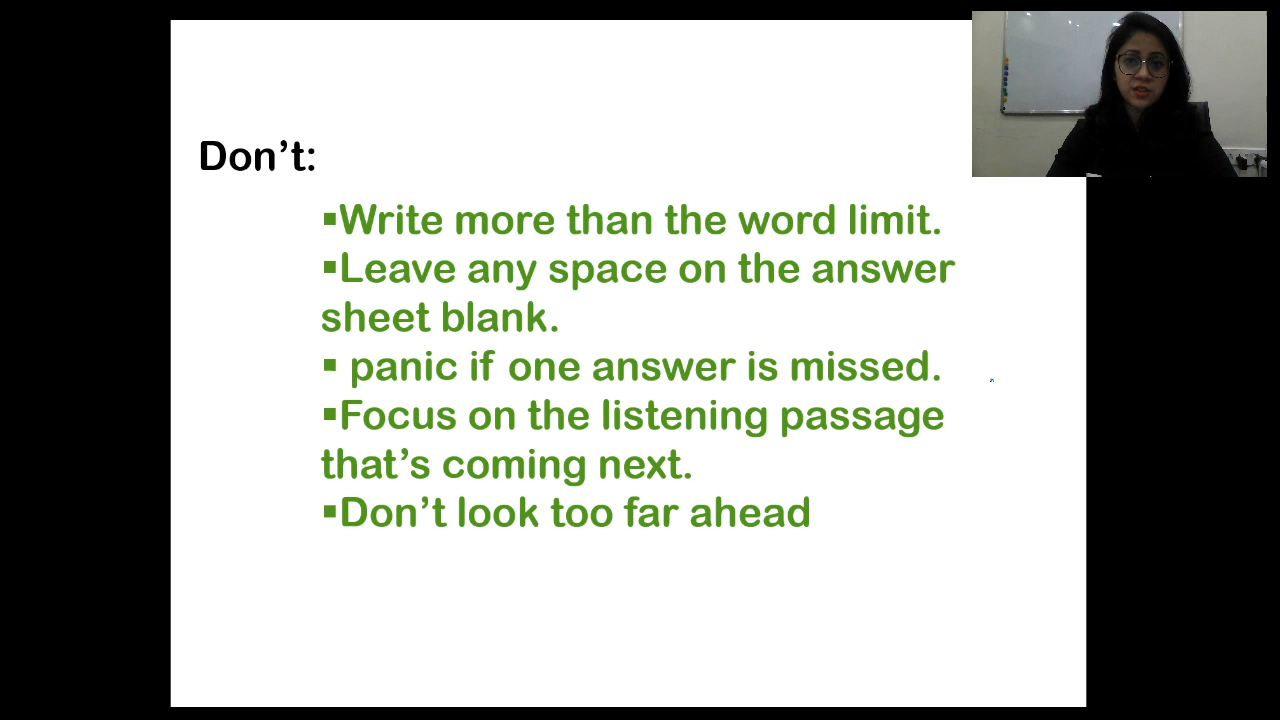 Don’t:
▪Write more than the word limit.
▪Leave any space on the answer
sheet blank.
▪ panic if one answer is missed.
▪Focus on the listening passage
that’s coming next.
▪Don’t look too far ahead